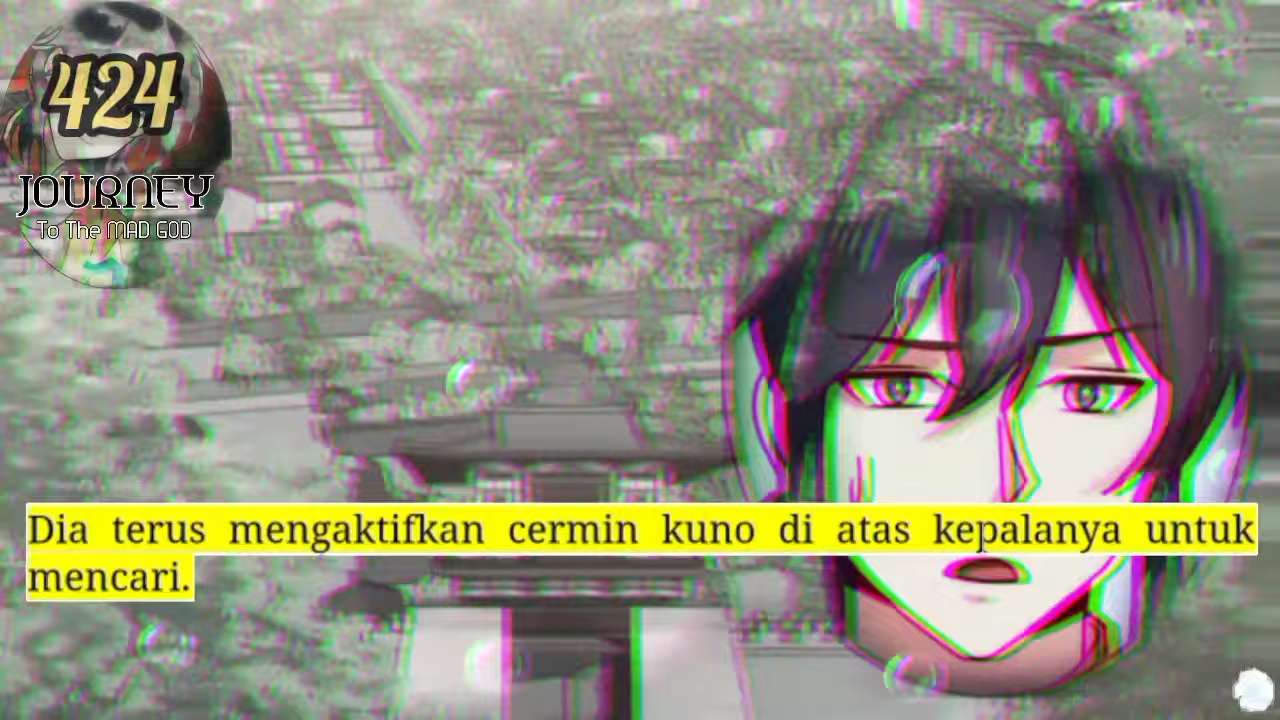 424
JOURNEY
To The MAD GOD
Dia terus mengaktifkan cermin kuno di atas kepalanya untuk
mencari.